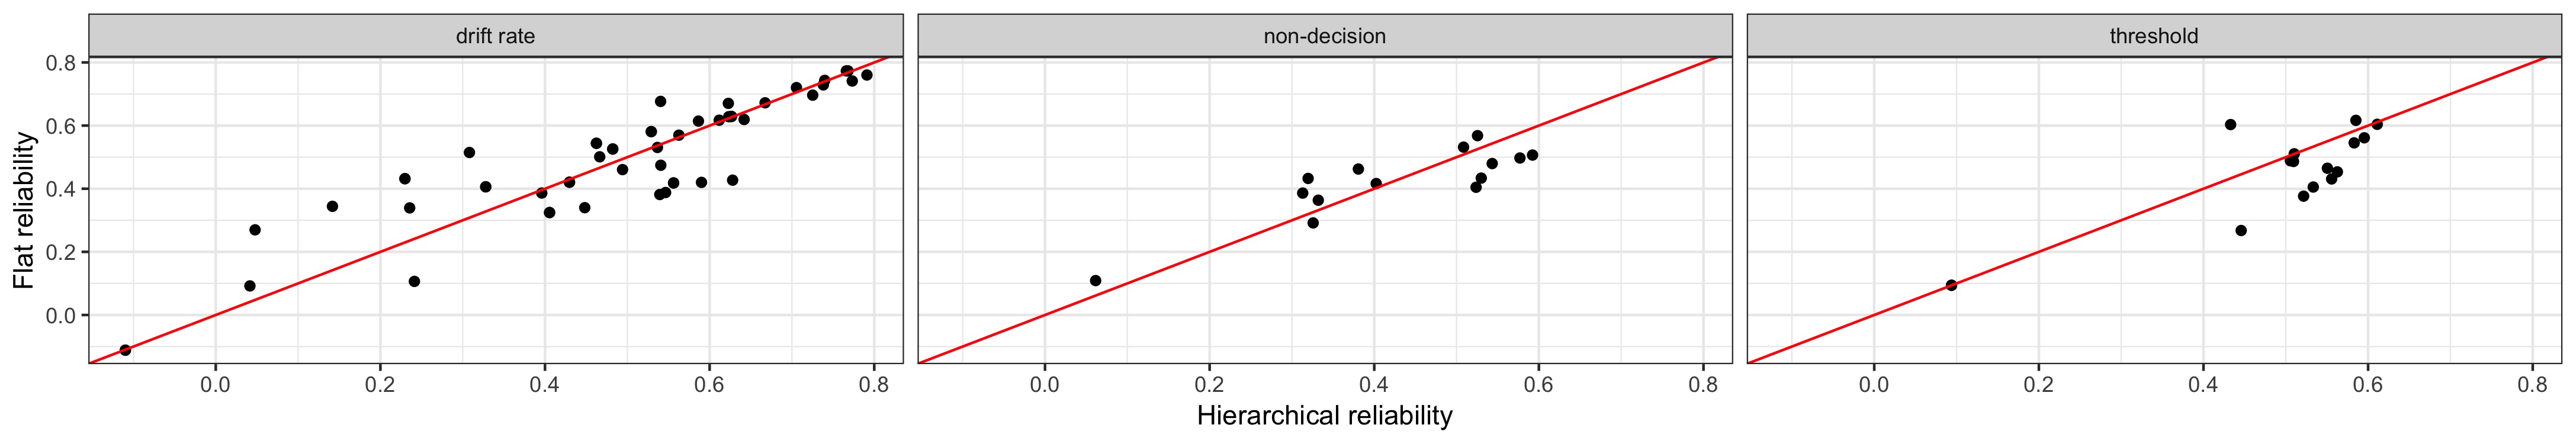 drift rate
non-decision
threshold
Flat reliability
0.8
0.6
0.4
0.2
0.0
0.0 0.2 0.4 0.6 0.8
0.0 0.2 0.4 0.6 0.8
0.0 0.2 0.4 0.6 0.8
Hierarchical reliability